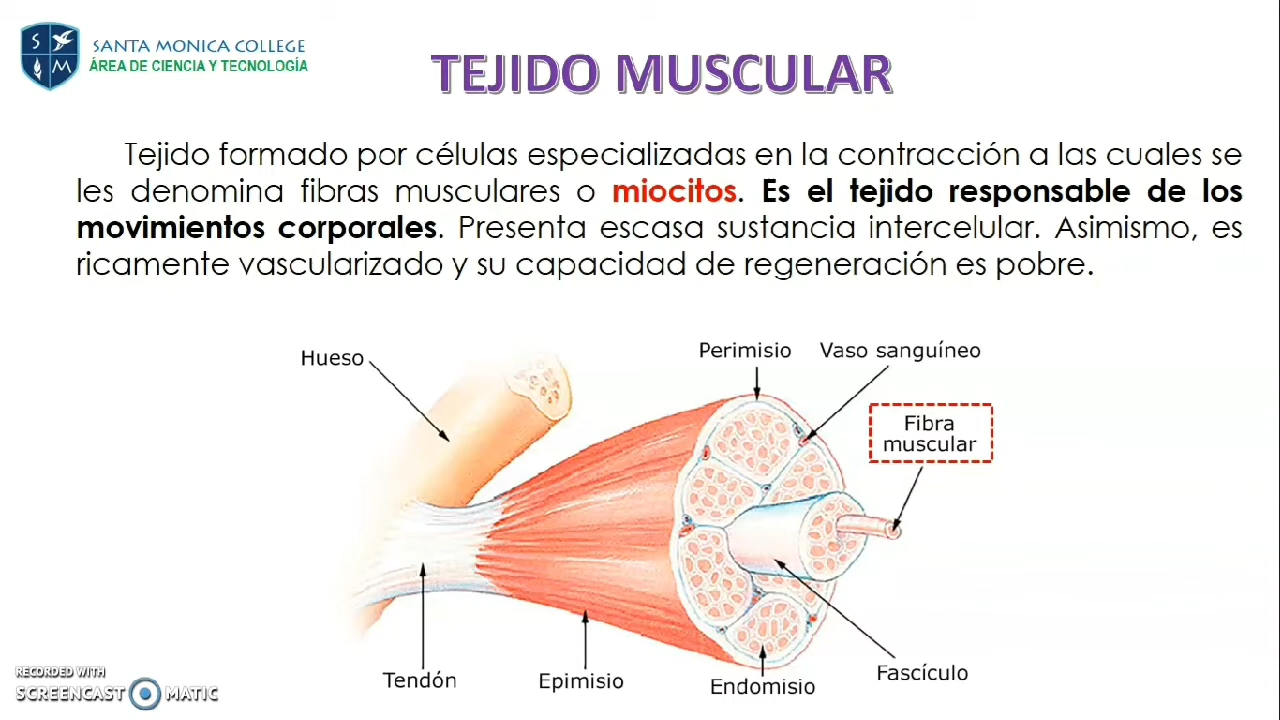 SANTA MONICA COLLEGE
ÁREA DE CIENCIA Y TECNOLOGÍA
S
M
TEJIDO MUSCULAR
Tejido formado por células especializadas en la contracción a las cuales se
les denomina fibras musculares o miocitos. Es el tejido responsable de los
movimientos corporales. Presenta escasa sustancia intercelular. Asimismo, es
ricamente vascularizado y su capacidad de regeneración es pobre.
Hueso
Perimisio
Vaso sanguíneo
Fibra
muscular
Tendón
Epimisio
Endomisio
Fascículo
RECORDED WITH
SCREENCAST MATIC